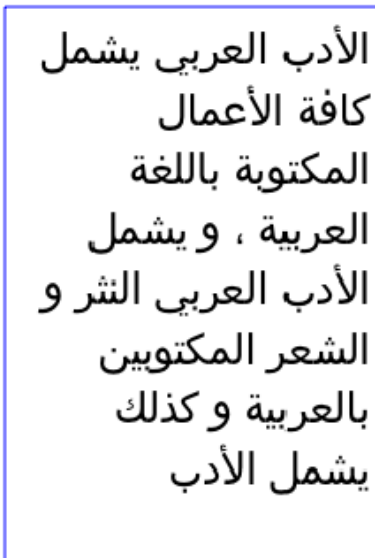 الأدب العربي يشمل
كافة الأعمال
المكتوبة باللغة
العربية ، و يشمل
الأدب العربي النثر و
الشعر المكتوبين
بالعربية و كذلك
يشمل الأدب